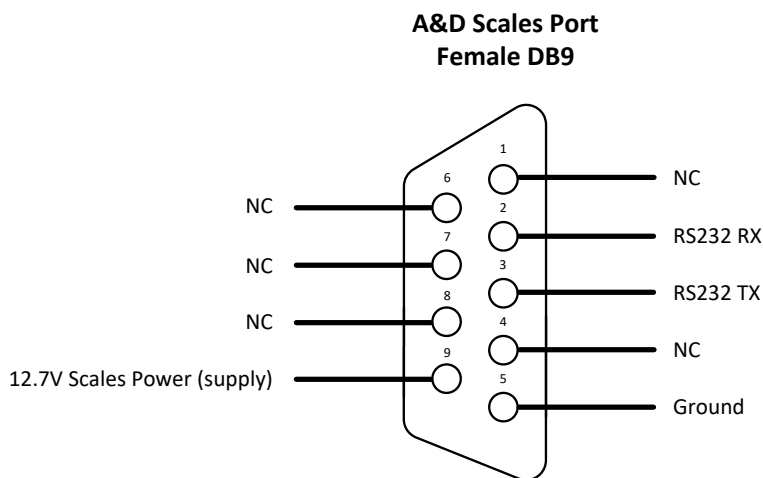 A&D Scales Port
Female DB9
1
NC
6
NC
2
RS232 RX
7
NC
3
RS232 TX
8
NC
4
NC
9
12.7V Scales Power (supply)
5
Ground